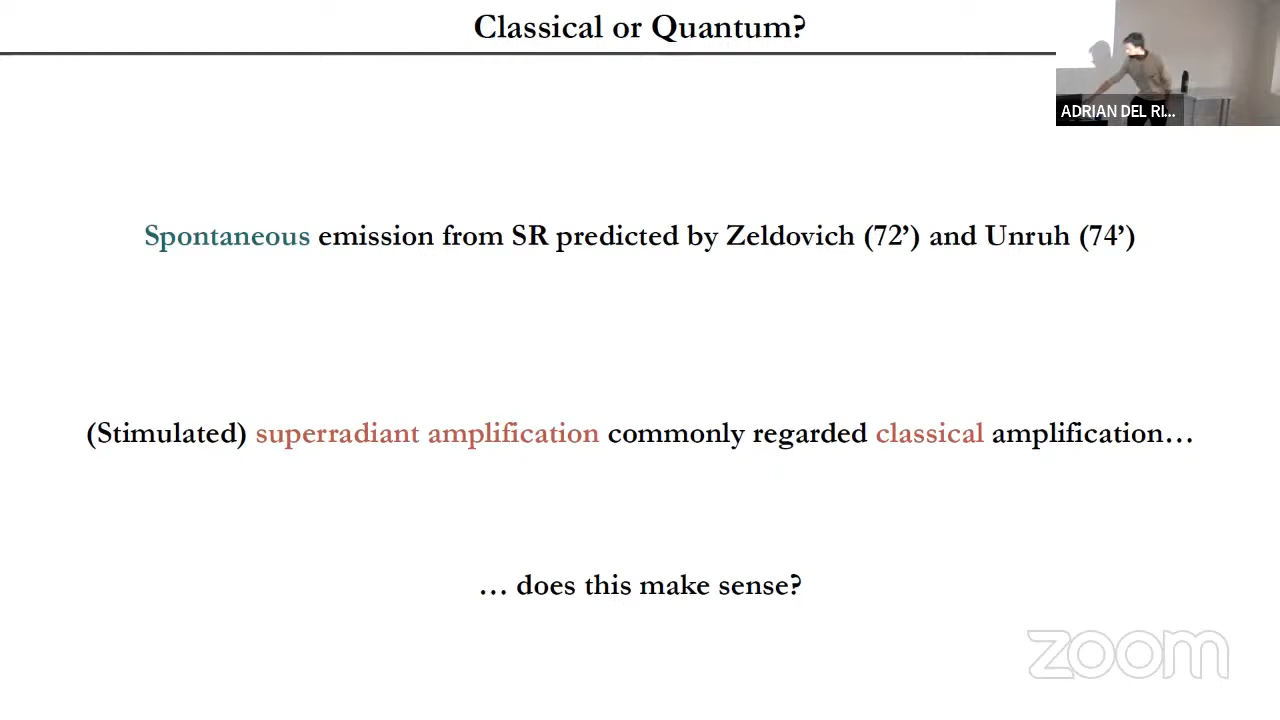 Classical or Quantum?
ADRIAN DEL RI...
Spontaneous emission from SR predicted by Zeldovich (72’) and Unruh (74’)
(Stimulated) superradiant amplification commonly regarded classical amplification…
… does this make sense?
zoom